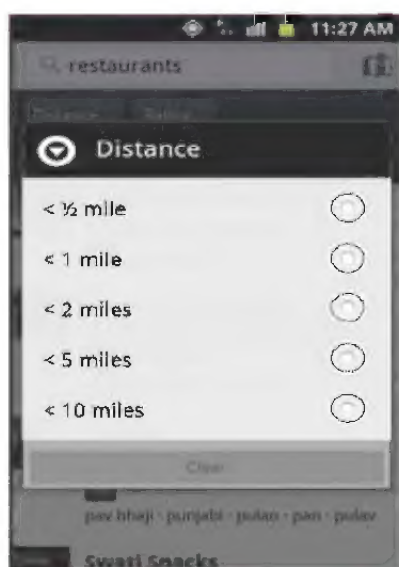 11:27 AM
restaurants
Distance
Distance
< ½ mile
< 1 mile
< 2 miles
< 5 miles
< 10 miles
Clear
pav bhaji · punjabi · pulao · pan · pulav
Swati Snacks